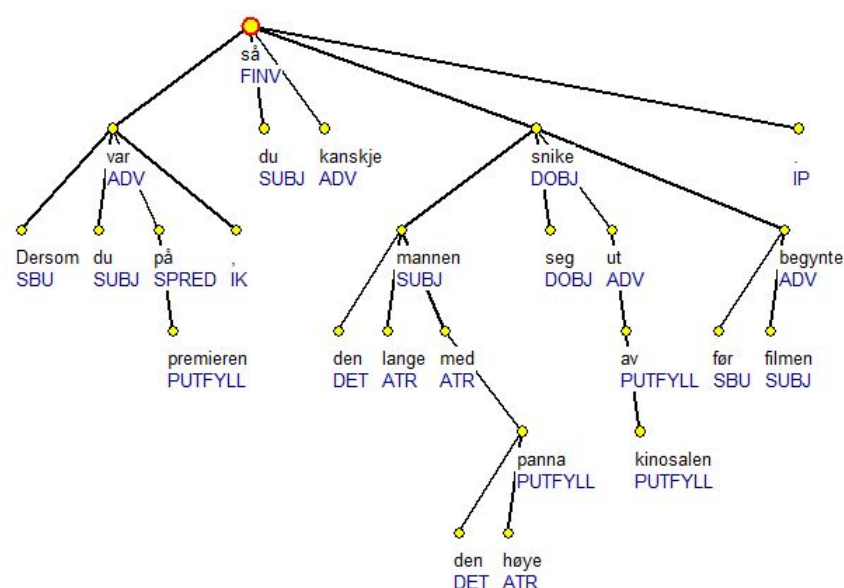 så
FINV
var du kanskje snike .
ADV SUBJ ADV DOBJ IP
Dersom du på , mannen seg ut begynte
SBU SUBJ SPRED IK SUBJ DOBJ ADV ADV
premieren den lange med av før filmen
PUTFYLL DET ATR ATR PUTFYLL SBU SUBJ
panna kinosalen
PUTFYLL PUTFYLL
den høye
DET ATR